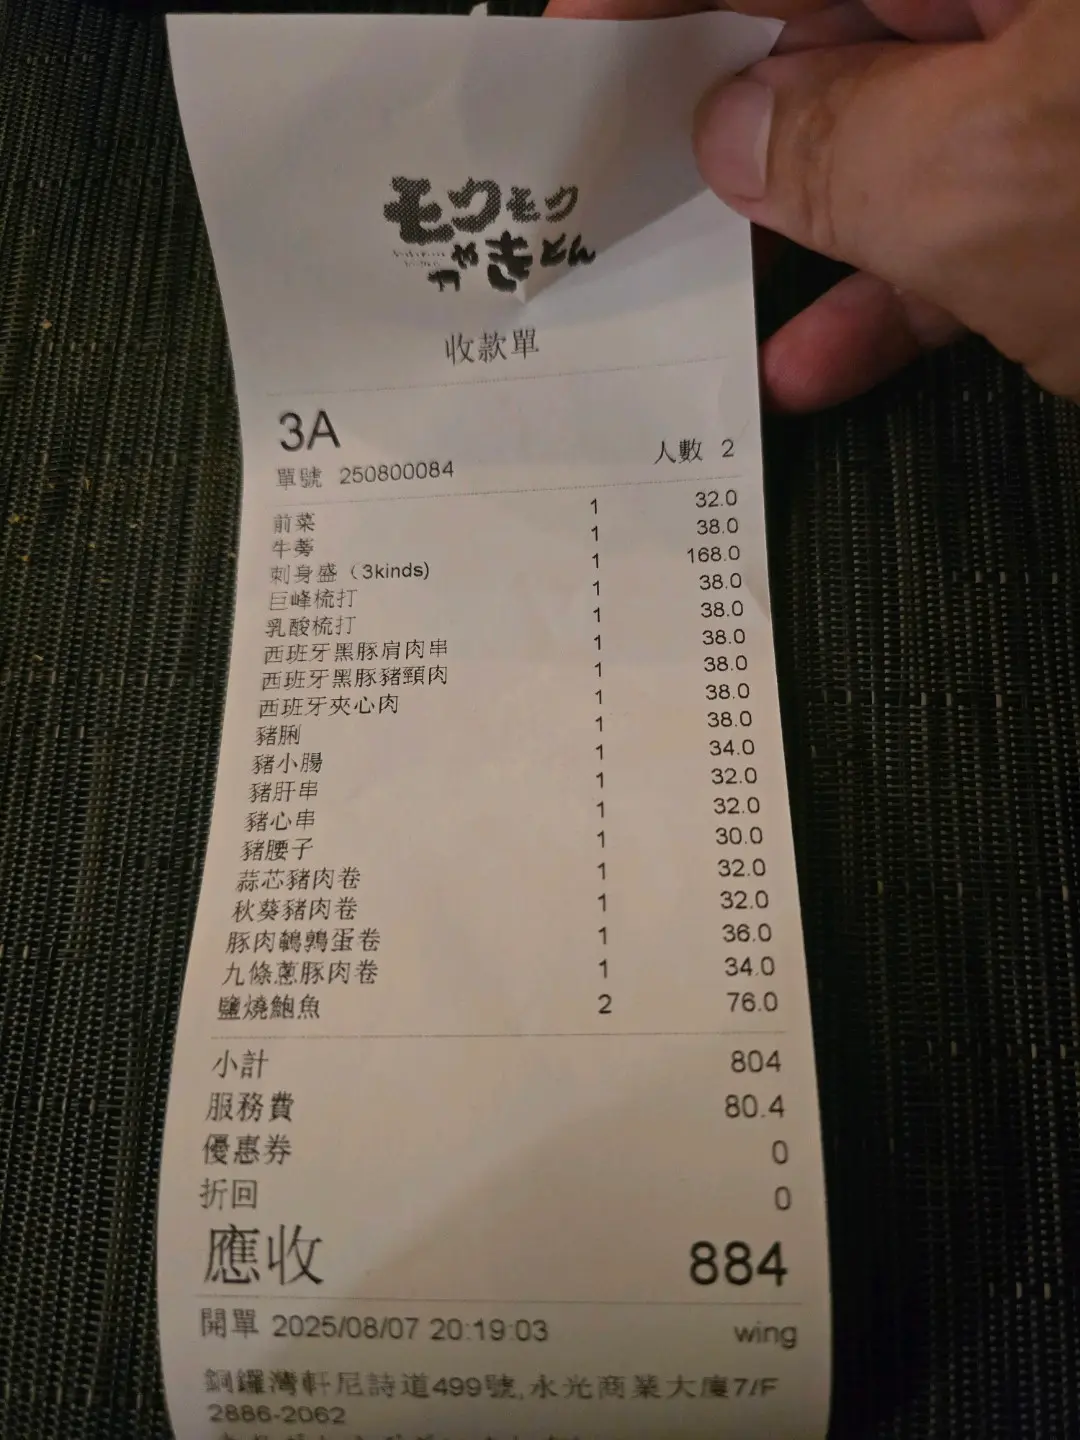 モクモク
やきとん
收款單
3A
人數 2
單號 250800084
前菜 1 32.0
牛蒡 1 38.0
刺身盛（3kinds) 1 168.0
巨峰梳打 1 38.0
乳酸梳打 1 38.0
西班牙黑豚肩肉串 1 38.0
西班牙黑豚豬頸肉 1 38.0
西班牙夾心肉 1 38.0
豬脷 1 38.0
豬小腸 1 34.0
豬肝串 1 32.0
豬心串 1 32.0
豬腰子 1 30.0
蒜芯豬肉卷 1 32.0
秋葵豬肉卷 1 32.0
豚肉鵪鶉蛋卷 1 36.0
九條蔥豚肉卷 1 34.0
鹽燒鮑魚 2 76.0
小計 804
服務費 80.4
優惠券 0
折回 0
應收 884
開單 2025/08/07 20:19:03 wing
銅鑼灣軒尼詩道499號,永光商業大廈7/F
2886-2062